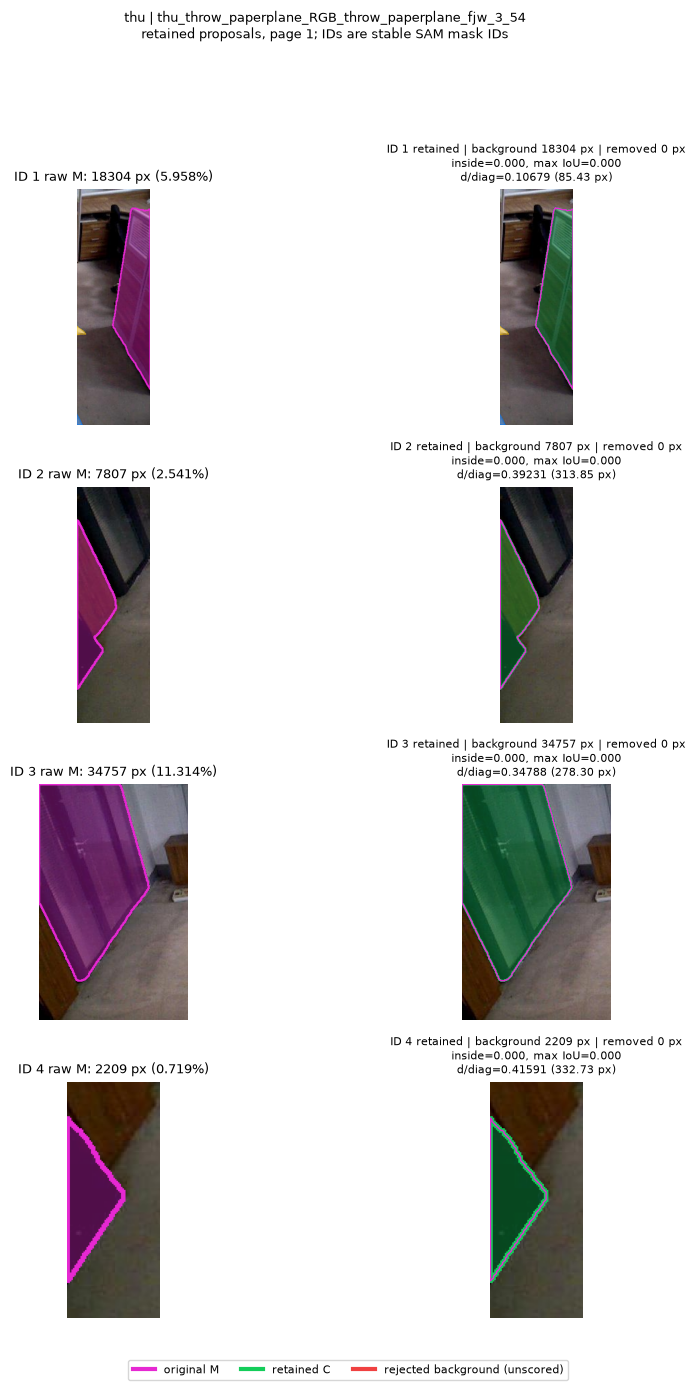 thu | thu_throw_paperplane_RGB_throw_paperplane_fjw_3_54
retained proposals, page 1; IDs are stable SAM mask IDs
ID 1 raw M: 18304 px (5.958%)
ID 1 retained | background 18304 px | removed 0 px
inside=0.000, max IoU=0.000
d/diag=0.10679 (85.43 px)
ID 2 raw M: 7807 px (2.541%)
ID 2 retained | background 7807 px | removed 0 px
inside=0.000, max IoU=0.000
d/diag=0.39231 (313.85 px)
ID 3 raw M: 34757 px (11.314%)
ID 3 retained | background 34757 px | removed 0 px
inside=0.000, max IoU=0.000
d/diag=0.34788 (278.30 px)
ID 4 raw M: 2209 px (0.719%)
ID 4 retained | background 2209 px | removed 0 px
inside=0.000, max IoU=0.000
d/diag=0.41591 (332.73 px)
original M
retained C
rejected background (unscored)